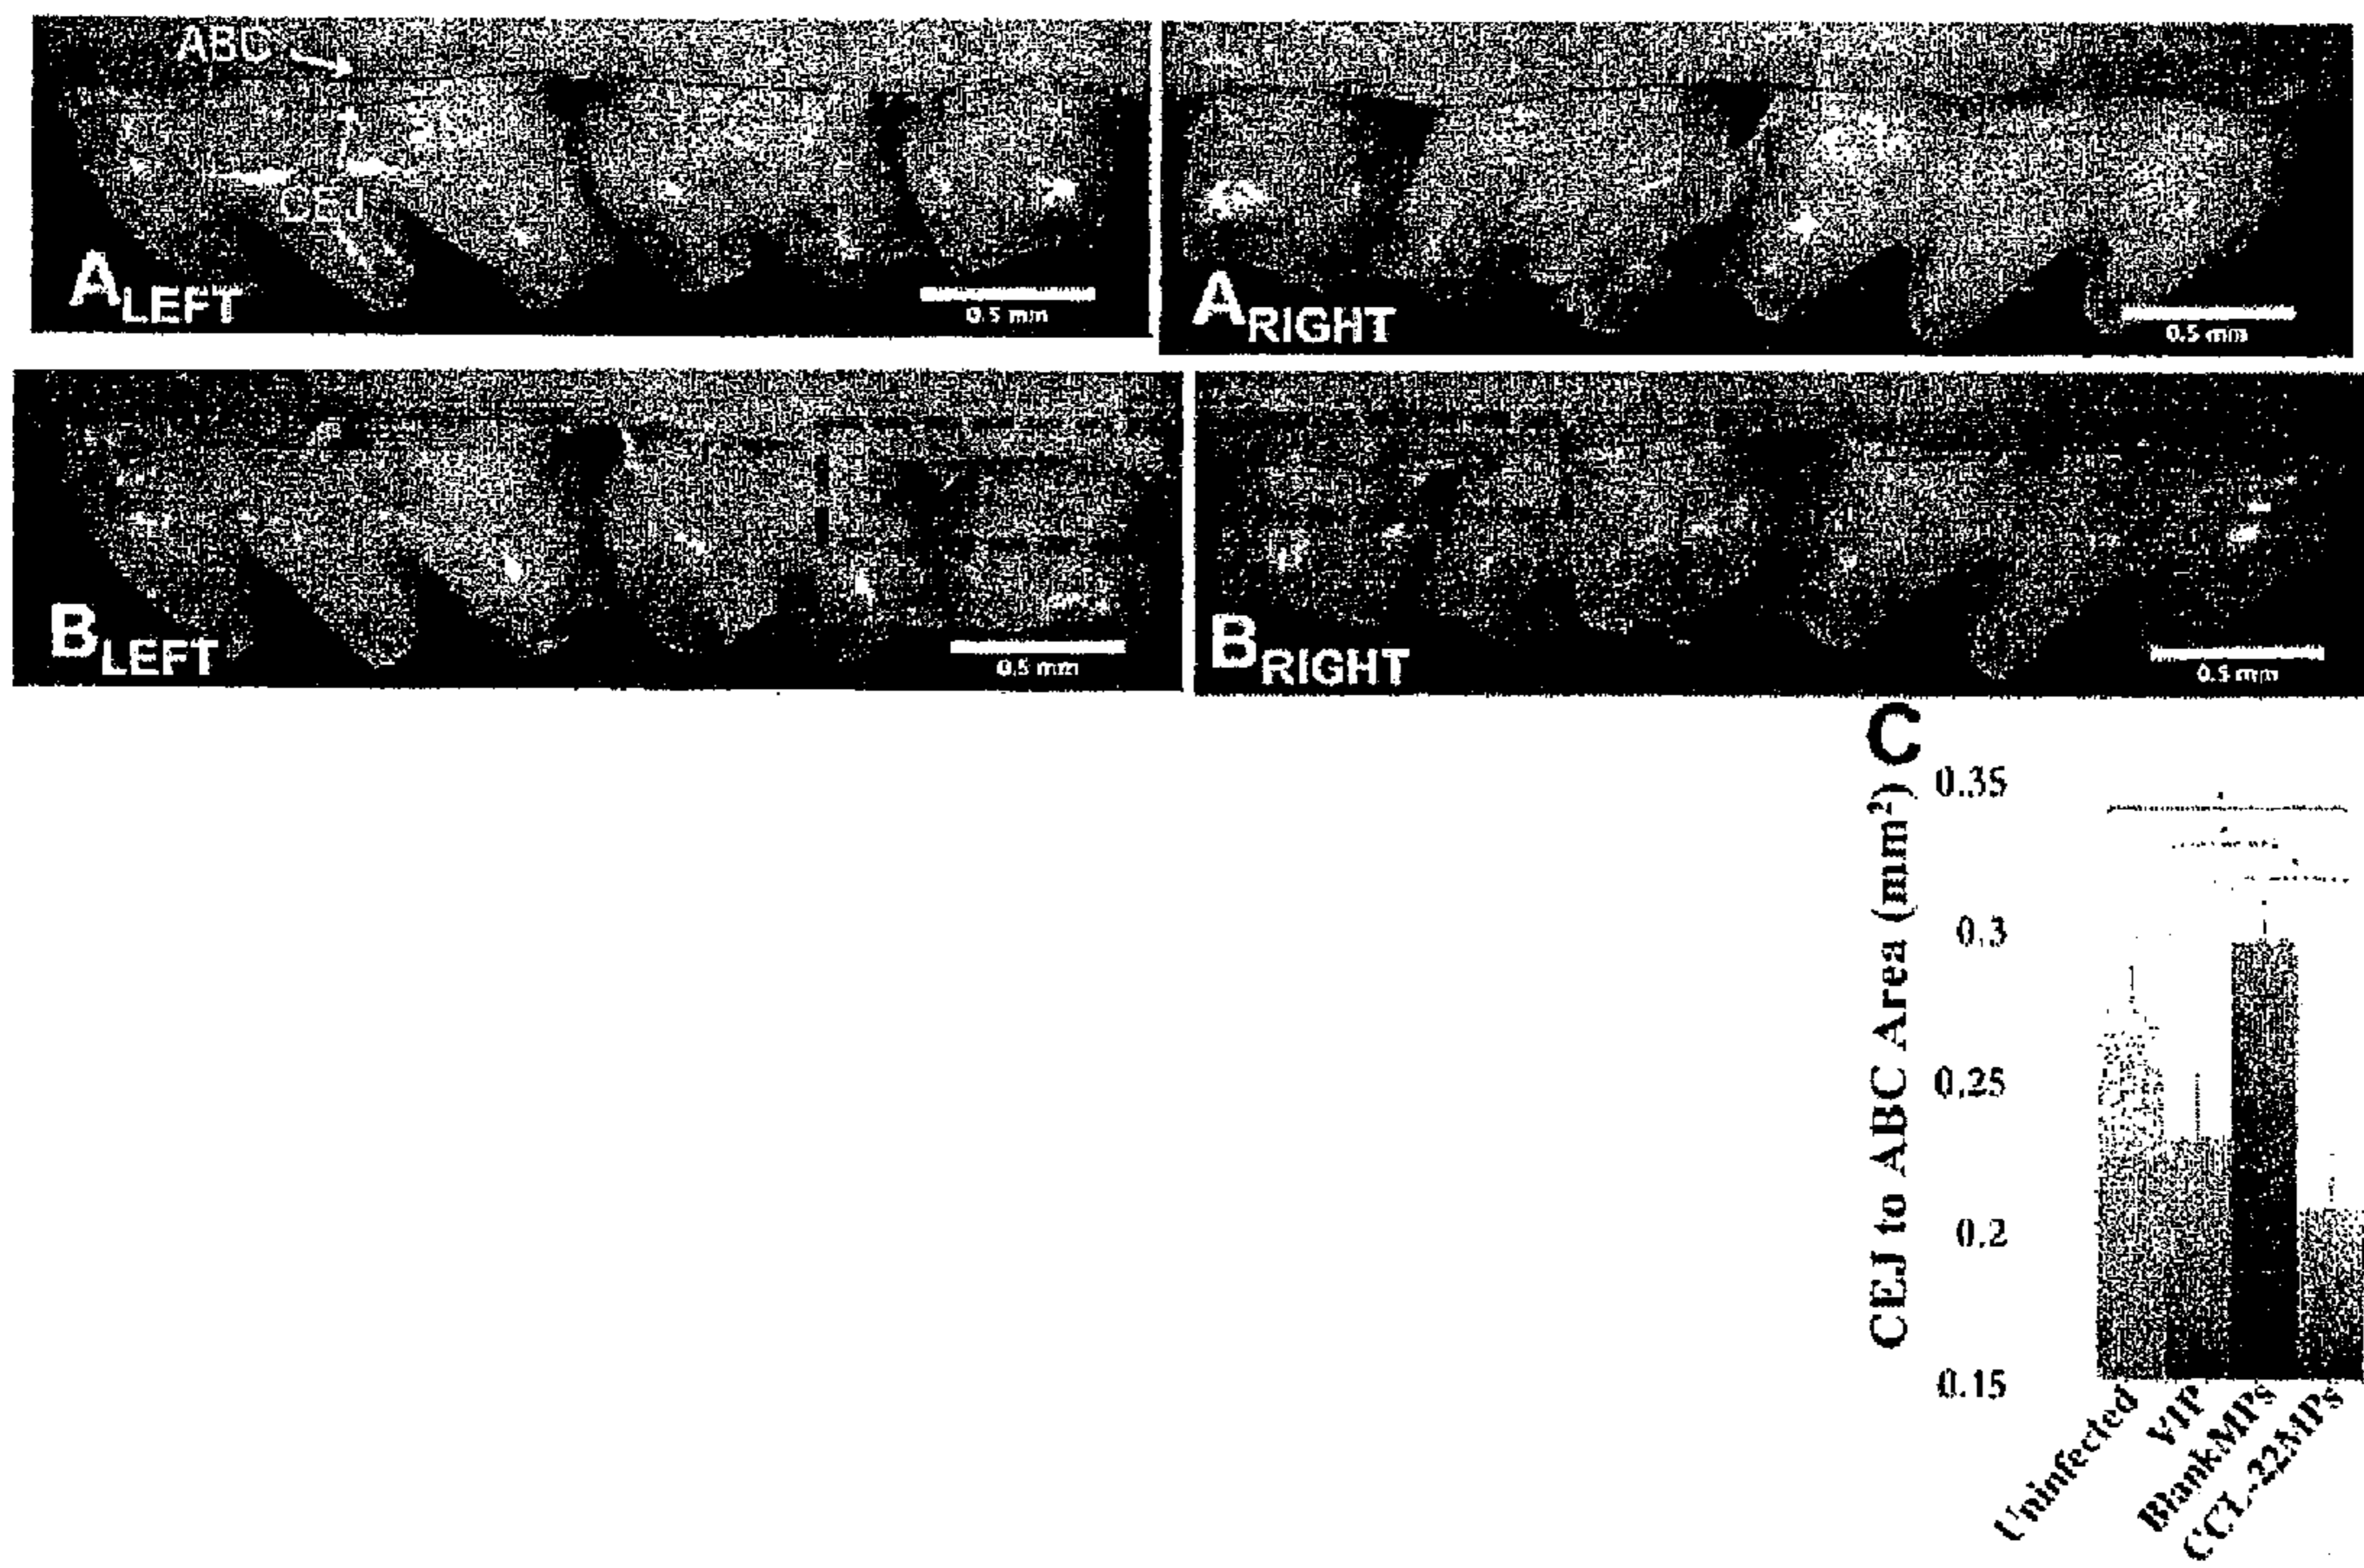 CEJ
A LEFT
0.5 mm
A RIGHT
0.5 mm
B LEFT
0.5 mm
B RIGHT
0.5 mm
C
CEJ to ABC Area (mm²)
0.35
0.3
0.25
0.2
0.15
Uninfected
VIP
BlankMPs
CCL-22MPs